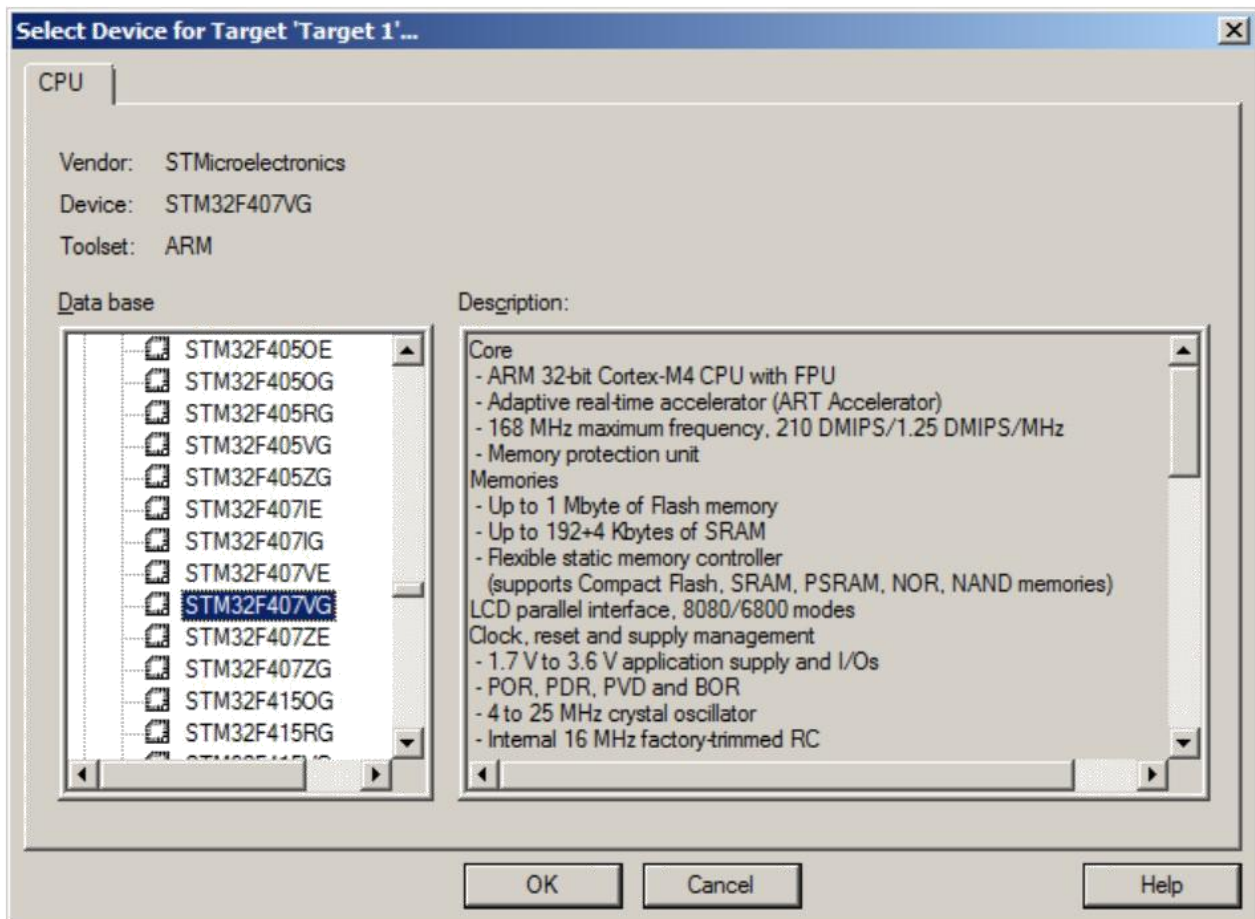 Select Device for Target 'Target 1'...
CPU
Vendor: STMicroelectronics
Device: STM32F407VG
Toolset: ARM
Data base
STM32F405OE
STM32F405OG
STM32F405RG
STM32F405VG
STM32F405ZG
STM32F407IE
STM32F407IG
STM32F407VE
STM32F407VG
STM32F407ZE
STM32F407ZG
STM32F415OG
STM32F415RG
Description:
Core
- ARM 32-bit Cortex-M4 CPU with FPU
- Adaptive real-time accelerator (ART Accelerator)
- 168 MHz maximum frequency, 210 DMIPS/1.25 DMIPS/MHz
- Memory protection unit
Memories
- Up to 1 Mbyte of Flash memory
- Up to 192+4 Kbytes of SRAM
- Flexible static memory controller
(supports Compact Flash, SRAM, PSRAM, NOR, NAND memories)
LCD parallel interface, 8080/6800 modes
Clock, reset and supply management
- 1.7 V to 3.6 V application supply and I/Os
- POR, PDR, PVD and BOR
- 4 to 25 MHz crystal oscillator
- Internal 16 MHz factory-trimmed RC
OK
Cancel
Help